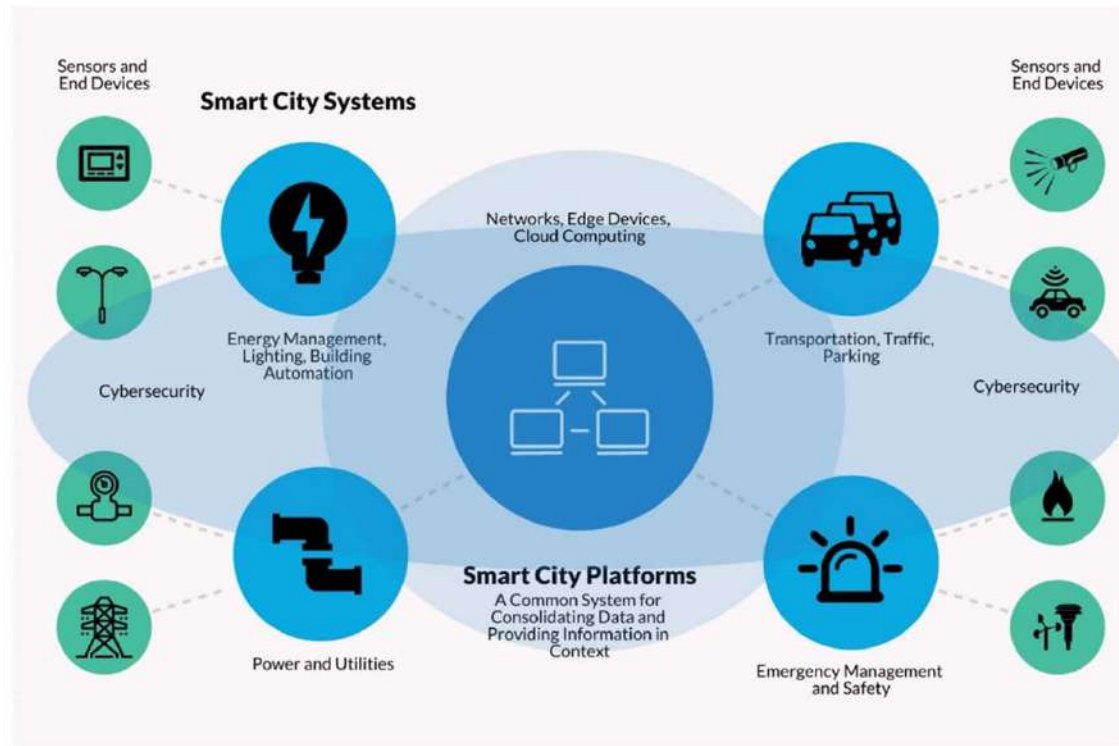 Sensors and
End Devices
Smart City Systems
Sensors and
End Devices
Networks, Edge Devices,
Cloud Computing
Energy Management,
Lighting, Building
Automation
Transportation, Traffic,
Parking
Cybersecurity
Cybersecurity
Smart City Platforms
A Common System for
Consolidating Data and
Providing Information in
Context
Power and Utilities
Emergency Management
and Safety